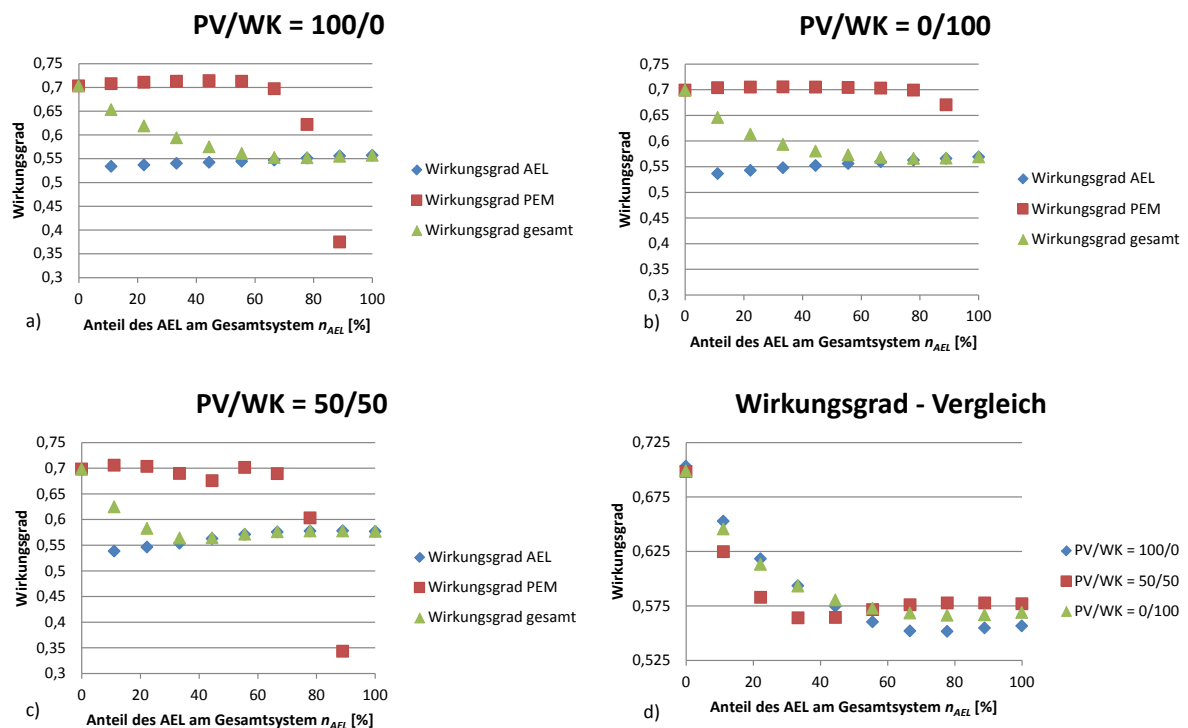 PV/WK = 100/0
0,75
0,7
0,65
0,6
0,55
0,5
0,45
0,4
0,35
0,3
Wirkungsgrad
0 20 40 60 80 100
Anteil des AEL am Gesamtsystem nAEL [%]
Wirkungsgrad AEL
Wirkungsgrad PEM
Wirkungsgrad gesamt
a)
PV/WK = 0/100
0,75
0,7
0,65
0,6
0,55
0,5
0,45
0,4
0,35
0,3
Wirkungsgrad
0 20 40 60 80 100
Anteil des AEL am Gesamtsystem nAEL [%]
Wirkungsgrad AEL
Wirkungsgrad PEM
Wirkungsgrad gesamt
b)
PV/WK = 50/50
0,75
0,7
0,65
0,6
0,55
0,5
0,45
0,4
0,35
0,3
Wirkungsgrad
0 20 40 60 80 100
Anteil des AEL am Gesamtsystem nAEL [%]
Wirkungsgrad AEL
Wirkungsgrad PEM
Wirkungsgrad gesamt
c)
Wirkungsgrad - Vergleich
0,725
0,675
0,625
0,575
0,525
Wirkungsgrad
0 20 40 60 80 100
Anteil des AEL am Gesamtsystem nAEL [%]
PV/WK = 100/0
PV/WK = 50/50
PV/WK = 0/100
d)